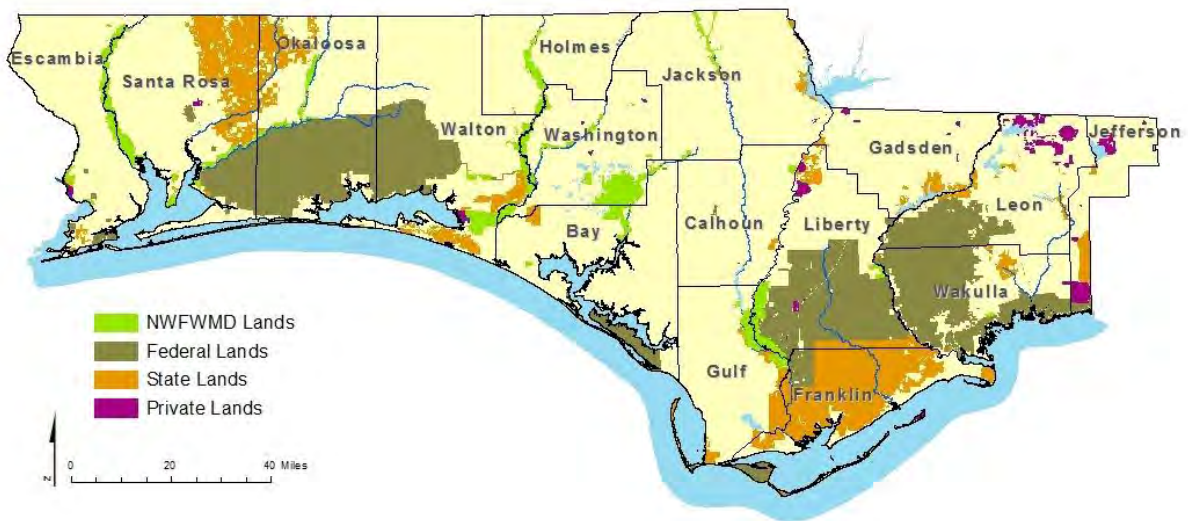 Escambia
Santa Rosa
Okaloosa
Walton
Holmes
Washington
Jackson
Bay
Calhoun
Gulf
Liberty
Franklin
Gadsden
Leon
Wakulla
Jefferson
NWFWMD Lands
Federal Lands
State Lands
Private Lands
N
0 20 40 Miles